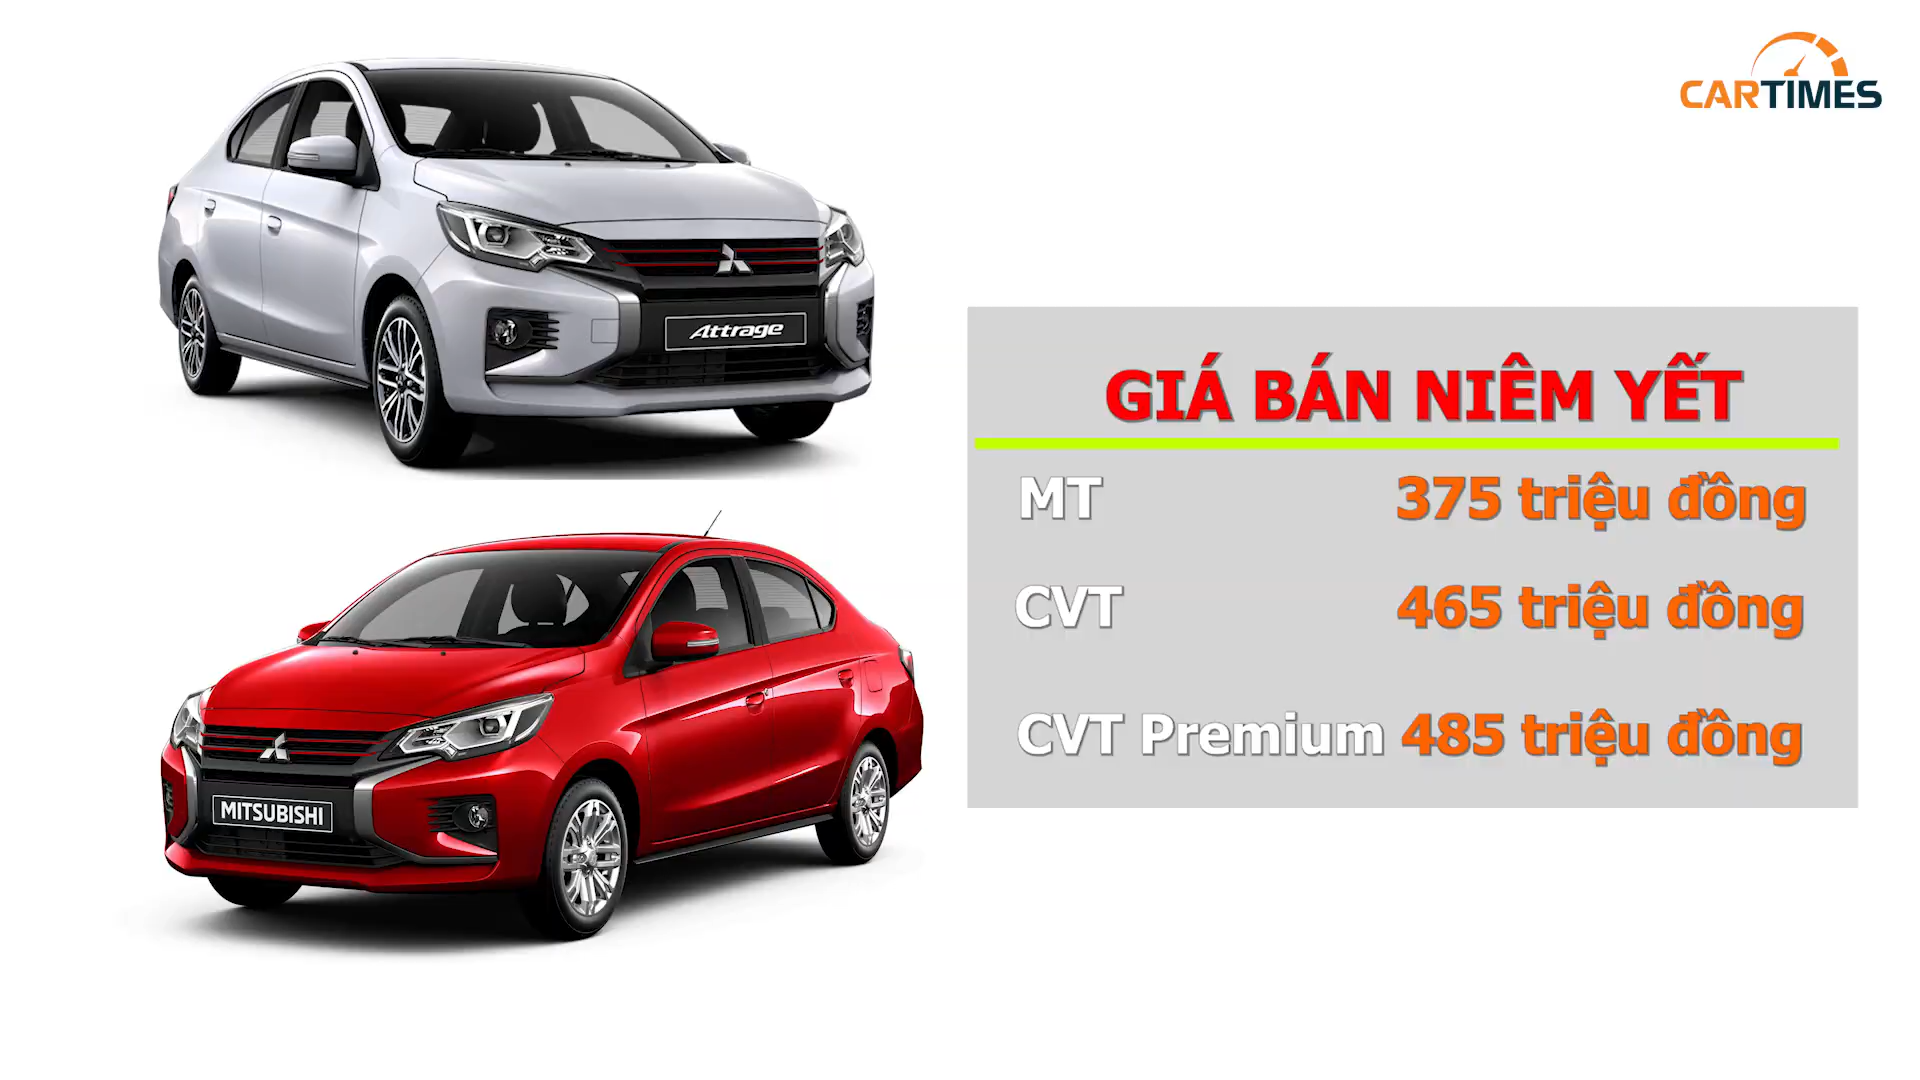 CARTIMES
Attrage
MITSUBISHI
GIÁ BÁN NIÊM YẾT
MT 375 triệu đồng
CVT 465 triệu đồng
CVT Premium 485 triệu đồng